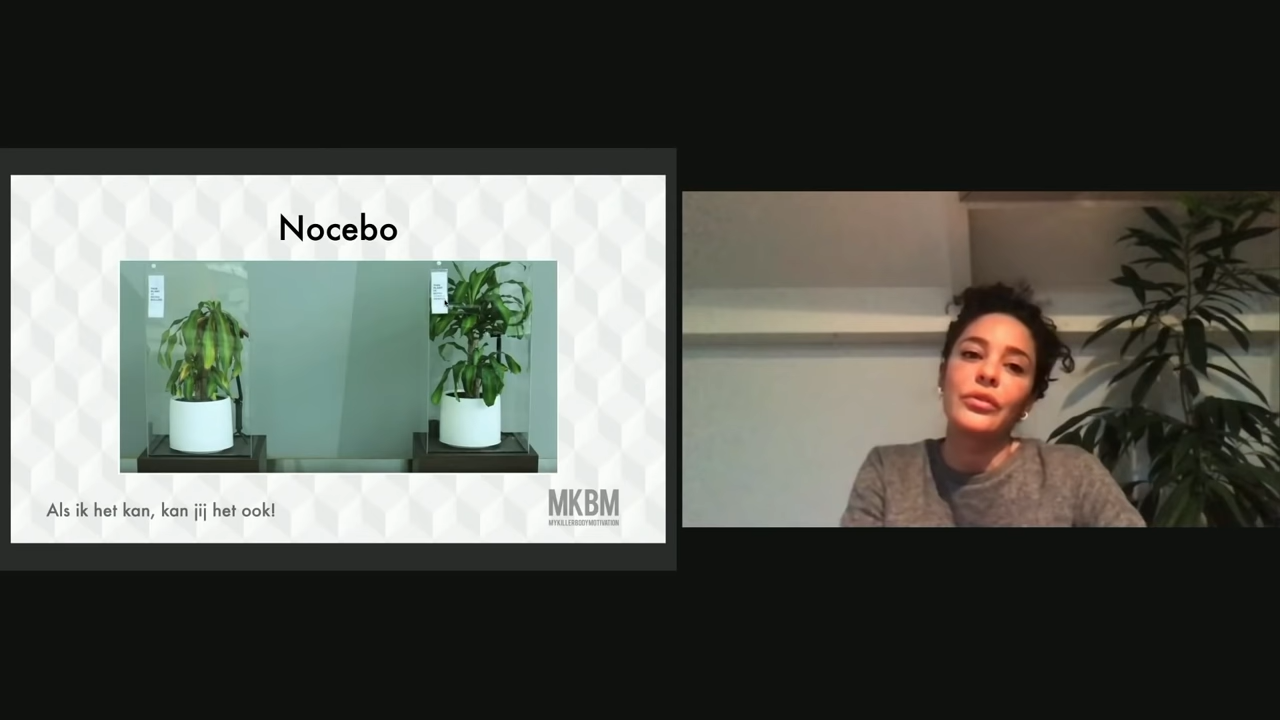 Nocebo
Als ik het kan, kan jij het ook!
MKBM
MYKILLERBODYMOTIVATION